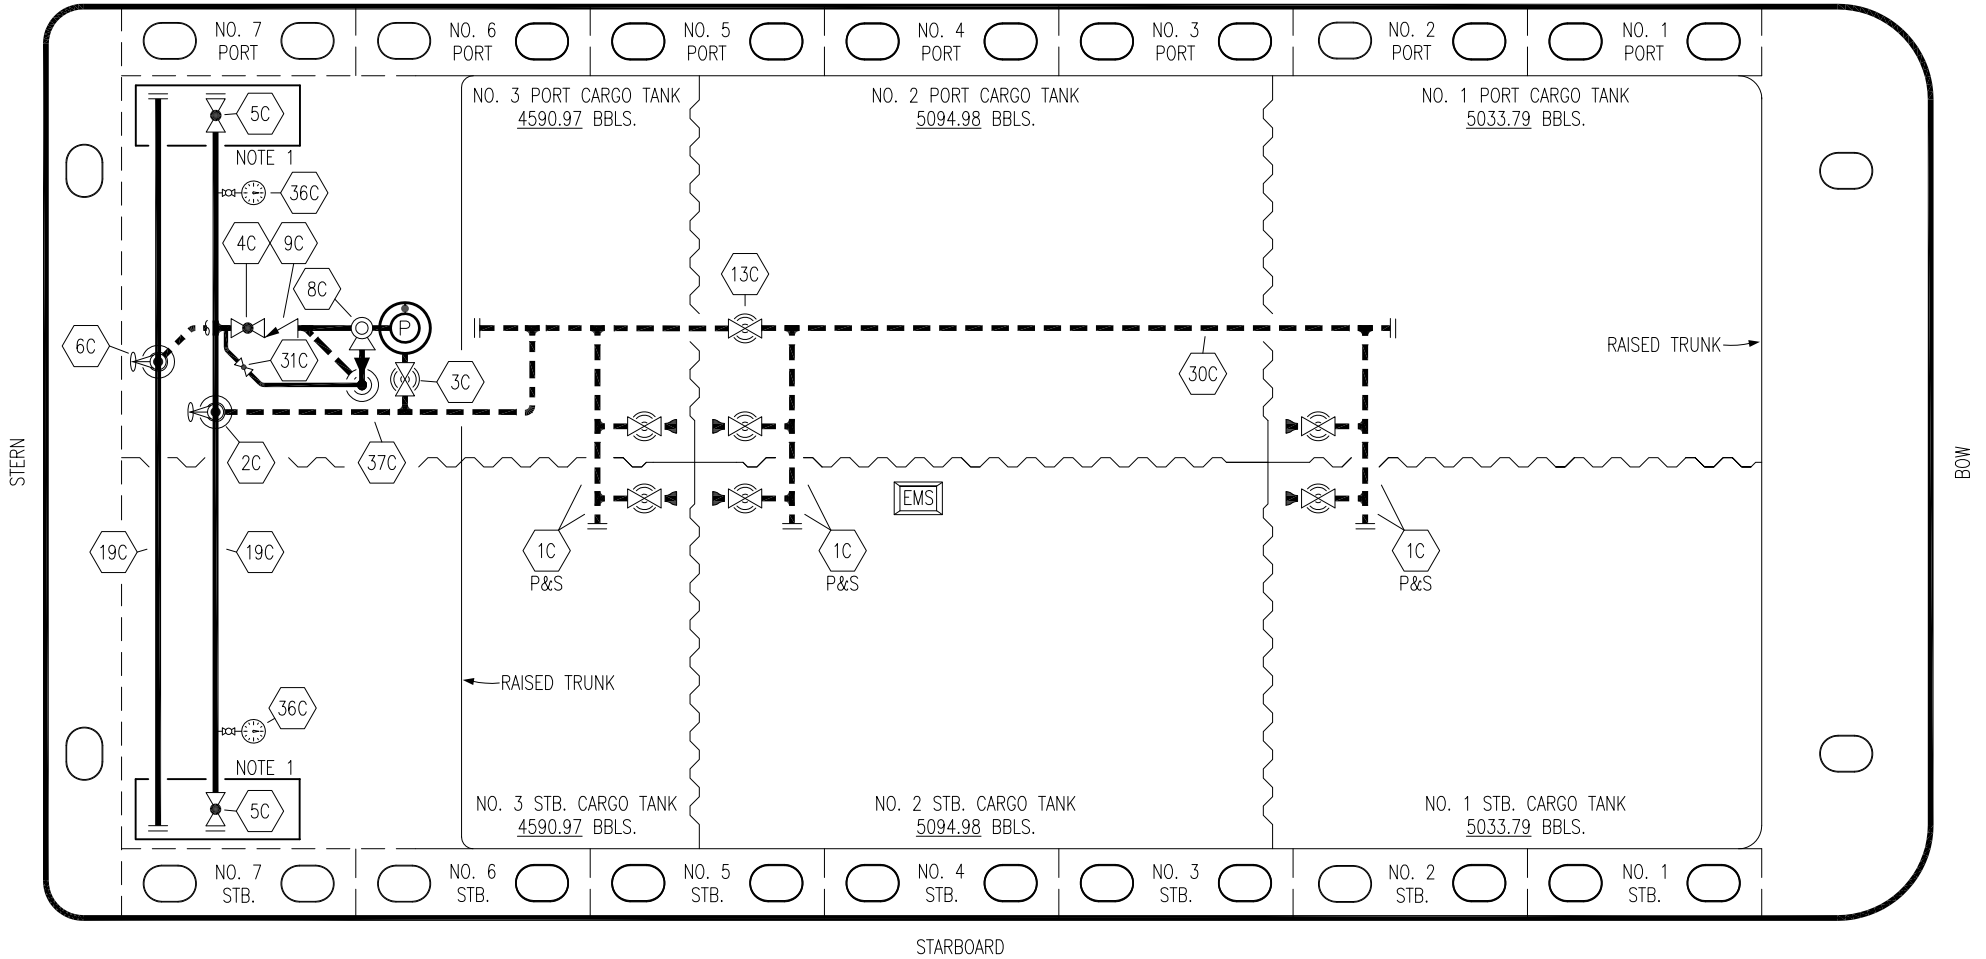 NO. 7
PORT
NO. 6
PORT
NO. 5
PORT
NO. 4
PORT
NO. 3
PORT
NO. 2
PORT
NO. 1
PORT
NO. 3 PORT CARGO TANK
4590.97 BBLS.
NO. 2 PORT CARGO TANK
5094.98 BBLS.
NO. 1 PORT CARGO TANK
5033.79 BBLS.
5C
NOTE 1
36C
4C
9C
8C
13C
P
6C
31C
3C
30C
RAISED TRUNK
2C
37C
STERN
BOW
EMS
19C
19C
1C
P&S
1C
P&S
1C
P&S
RAISED TRUNK
36C
NOTE 1
5C
NO. 3 STB. CARGO TANK
4590.97 BBLS.
NO. 2 STB. CARGO TANK
5094.98 BBLS.
NO. 1 STB. CARGO TANK
5033.79 BBLS.
NO. 7
STB.
NO. 6
STB.
NO. 5
STB.
NO. 4
STB.
NO. 3
STB.
NO. 2
STB.
NO. 1
STB.
STARBOARD